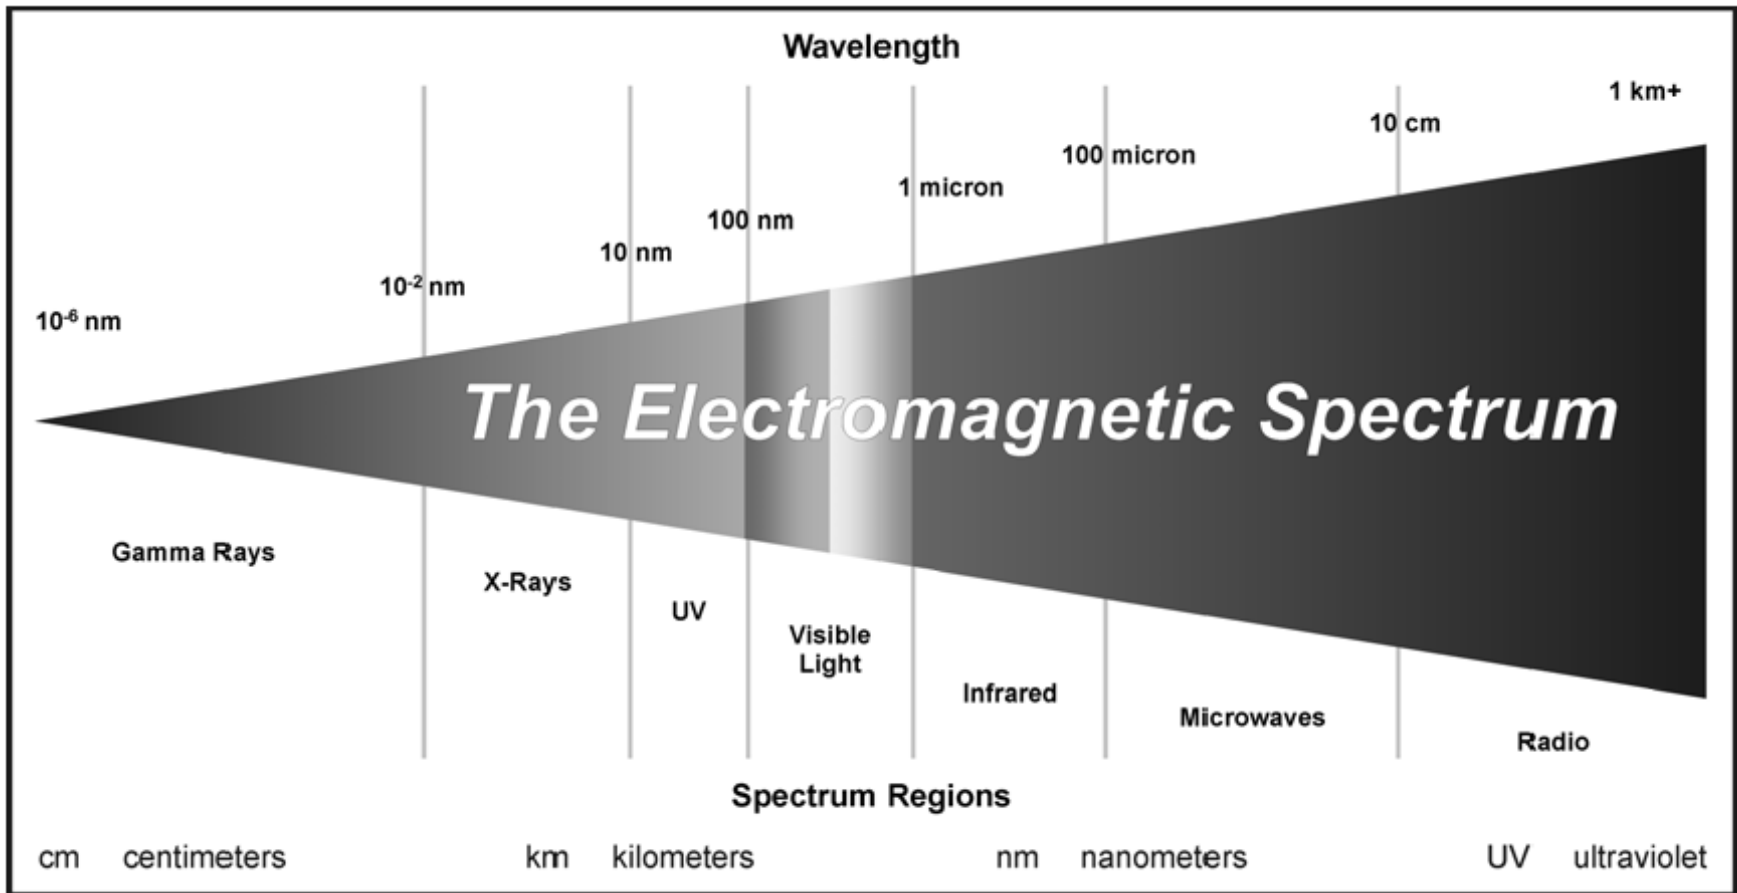 Wavelength
1 km+
10 cm
100 micron
1 micron
100 nm
10 nm
10-2 nm
10-6 nm
The Electromagnetic Spectrum
Gamma Rays
X-Rays
UV
Visible
Light
Infrared
Microwaves
Radio
Spectrum Regions
cm centimeters km kilometers nm nanometers UV ultraviolet